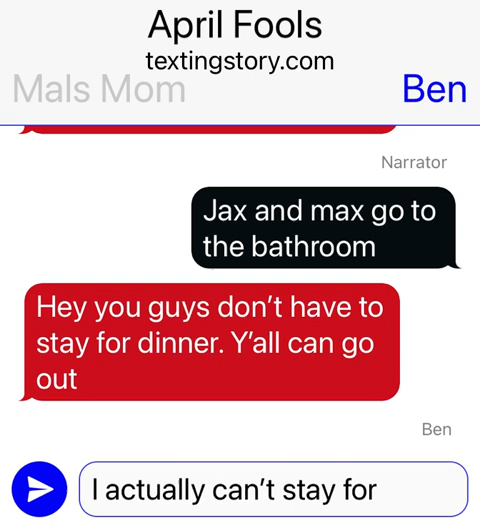 April Fools
textingstory.com
Mals Mom Ben
Narrator
Jax and max go to
the bathroom
Hey you guys don’t have to
stay for dinner. Y’all can go
out
Ben
I actually can’t stay for